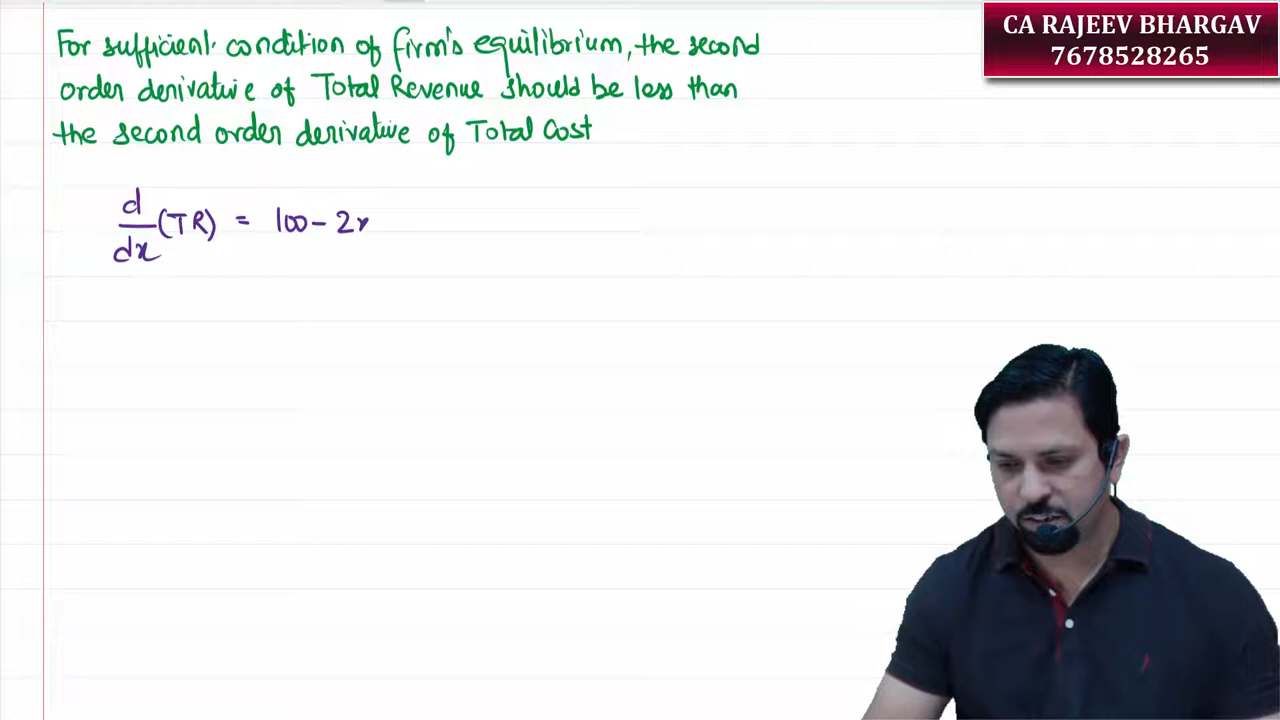 CA RAJEEV BHARGAV
7678528265
For sufficient condition of firm's equilibrium, the second
order derivative of Total Revenue should be less than
the second order derivative of Total Cost
d/dx (TR) = 100 - 2x